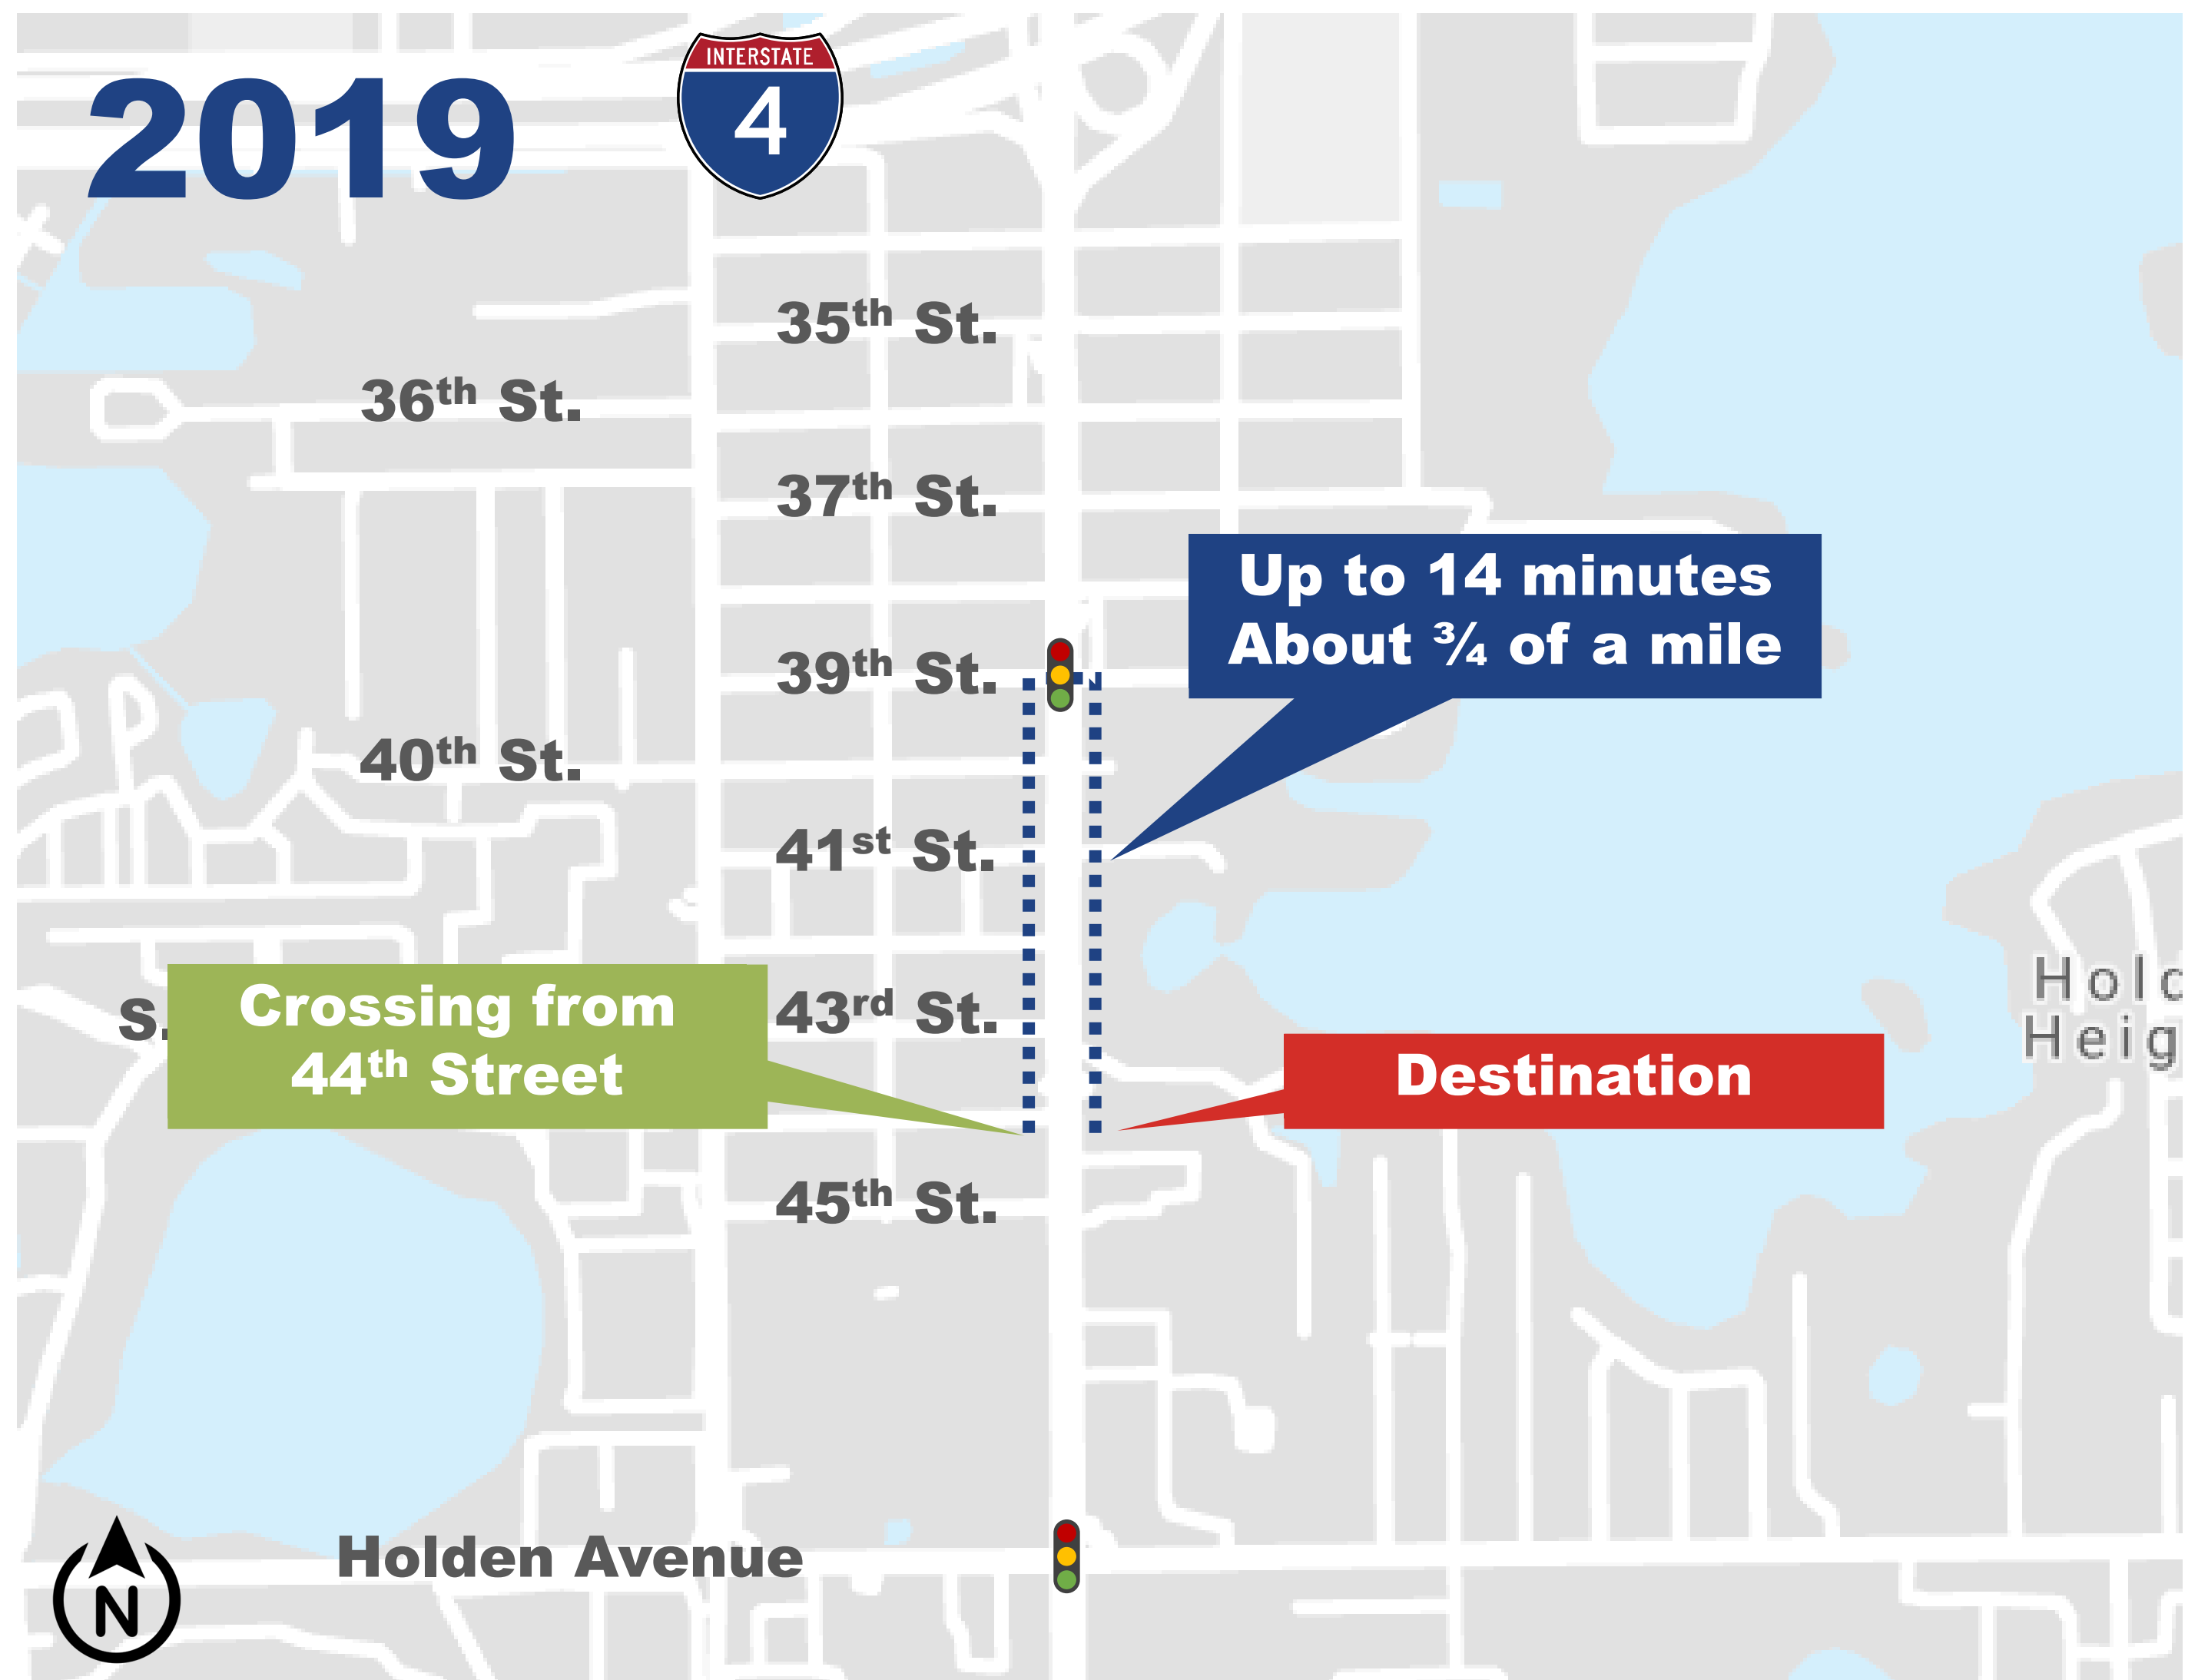 2019
INTERSTATE
4
35th St.
36th St.
37th St.
Up to 14 minutes
About ¾ of a mile
39th St.
40th St.
41st St.
Crossing from
44th Street
S.
43rd St.
Destination
45th St.
Holden Avenue
N